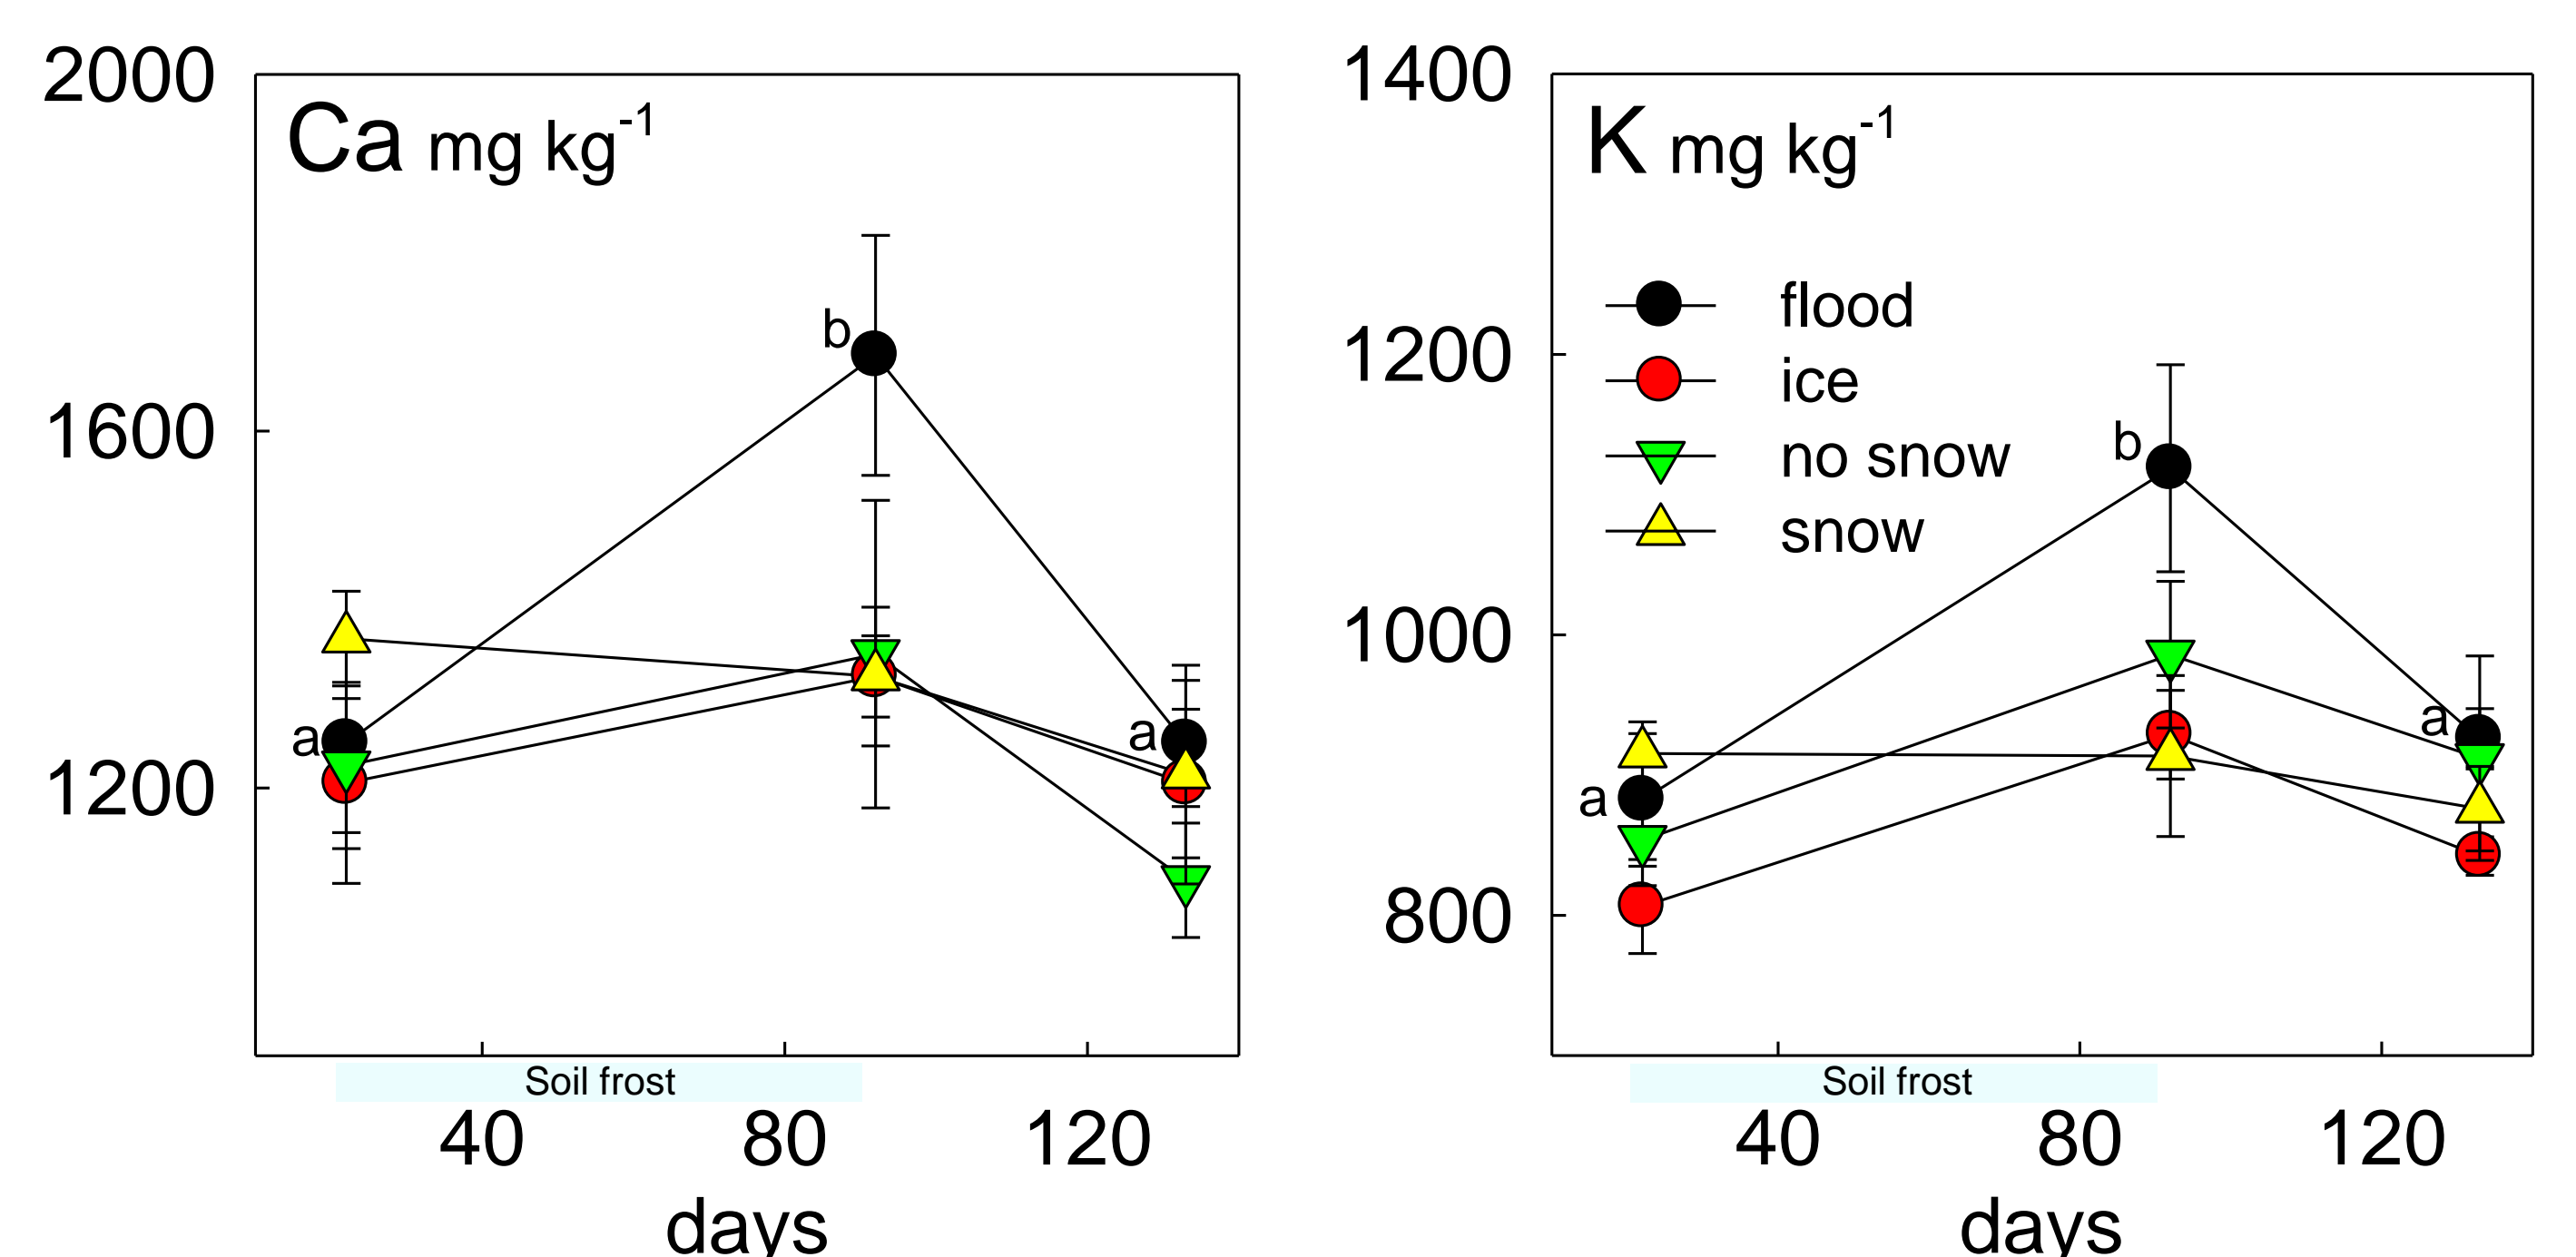 2000
1600
1200
Ca mg kg⁻¹
b
a
a
Soil frost
40 80 120
days
1400
1200
1000
800
K mg kg⁻¹
flood
ice
no snow
snow
b
a
a
Soil frost
40 80 120
days